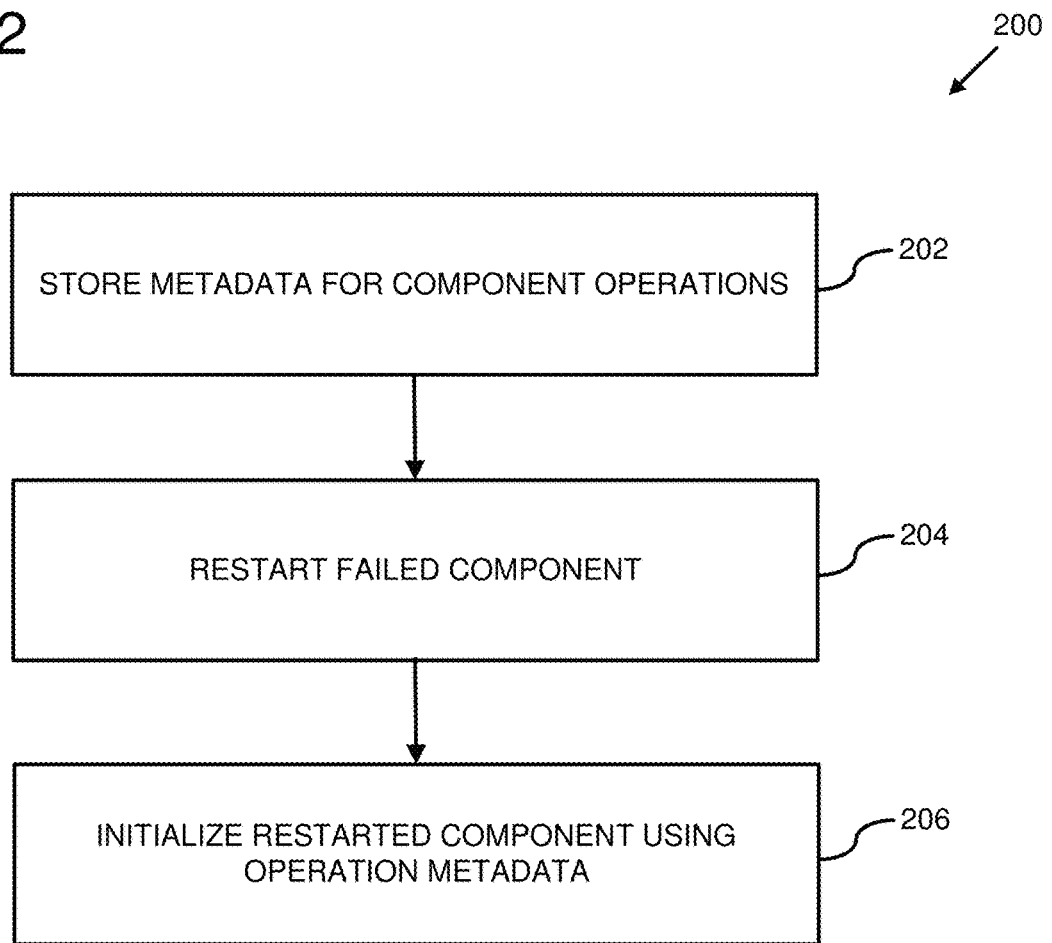 2
200
STORE METADATA FOR COMPONENT OPERATIONS
202
RESTART FAILED COMPONENT
204
INITIALIZE RESTARTED COMPONENT USING
OPERATION METADATA
206